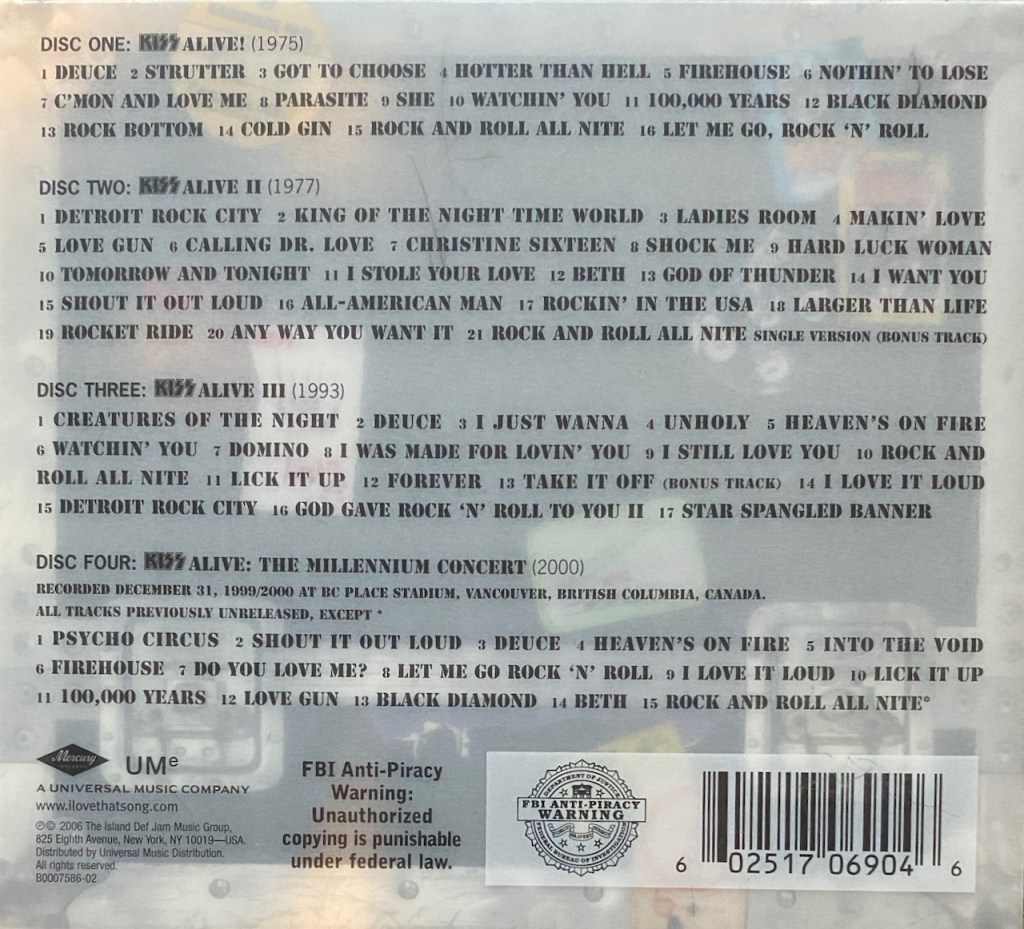 DISC ONE: KISS ALIVE! (1975)
1 DEUCE 2 STRUTTER 3 GOT TO CHOOSE 4 HOTTER THAN HELL 5 FIREHOUSE 6 NOTHIN' TO LOSE
7 C'MON AND LOVE ME 8 PARASITE 9 SHE 10 WATCHIN' YOU 11 100,000 YEARS 12 BLACK DIAMOND
13 ROCK BOTTOM 14 COLD GIN 15 ROCK AND ROLL ALL NITE 16 LET ME GO, ROCK 'N' ROLL
DISC TWO: KISS ALIVE II (1977)
1 DETROIT ROCK CITY 2 KING OF THE NIGHT TIME WORLD 3 LADIES ROOM 4 MAKIN' LOVE
5 LOVE GUN 6 CALLING DR. LOVE 7 CHRISTINE SIXTEEN 8 SHOCK ME 9 HARD LUCK WOMAN
10 TOMORROW AND TONIGHT 11 I STOLE YOUR LOVE 12 BETH 13 GOD OF THUNDER 14 I WANT YOU
15 SHOUT IT OUT LOUD 16 ALL-AMERICAN MAN 17 ROCKIN' IN THE USA 18 LARGER THAN LIFE
19 ROCKET RIDE 20 ANY WAY YOU WANT IT 21 ROCK AND ROLL ALL NITE SINGLE VERSION (BONUS TRACK)
DISC THREE: KISS ALIVE III (1993)
1 CREATURES OF THE NIGHT 2 DEUCE 3 I JUST WANNA 4 UNHOLY 5 HEAVEN'S ON FIRE
6 WATCHIN' YOU 7 DOMINO 8 I WAS MADE FOR LOVIN' YOU 9 I STILL LOVE YOU 10 ROCK AND
ROLL ALL NITE 11 LICK IT UP 12 FOREVER 13 TAKE IT OFF (BONUS TRACK) 14 I LOVE IT LOUD
15 DETROIT ROCK CITY 16 GOD GAVE ROCK 'N' ROLL TO YOU II 17 STAR SPANGLED BANNER
DISC FOUR: KISS ALIVE: THE MILLENNIUM CONCERT (2000)
RECORDED DECEMBER 31, 1999/2000 AT BC PLACE STADIUM, VANCOUVER, BRITISH COLUMBIA, CANADA.
ALL TRACKS PREVIOUSLY UNRELEASED, EXCEPT *
1 PSYCHO CIRCUS 2 SHOUT IT OUT LOUD 3 DEUCE 4 HEAVEN'S ON FIRE 5 INTO THE VOID
6 FIREHOUSE 7 DO YOU LOVE ME? 8 LET ME GO ROCK 'N' ROLL 9 I LOVE IT LOUD 10 LICK IT UP
11 100,000 YEARS 12 LOVE GUN 13 BLACK DIAMOND 14 BETH 15 ROCK AND ROLL ALL NITE*
Mercury
UMe
A UNIVERSAL MUSIC COMPANY
www.ilovethatsong.com
℗© 2006 The Island Def Jam Music Group,
825 Eighth Avenue, New York, NY 10019—USA.
Distributed by Universal Music Distribution.
All rights reserved.
B0007586-02
FBI Anti-Piracy
Warning:
Unauthorized
copying is punishable
under federal law.
DEPARTMENT OF JUSTICE
FBI ANTI-PIRACY
WARNING
FEDERAL BUREAU OF INVESTIGATION
6 02517 06904 6